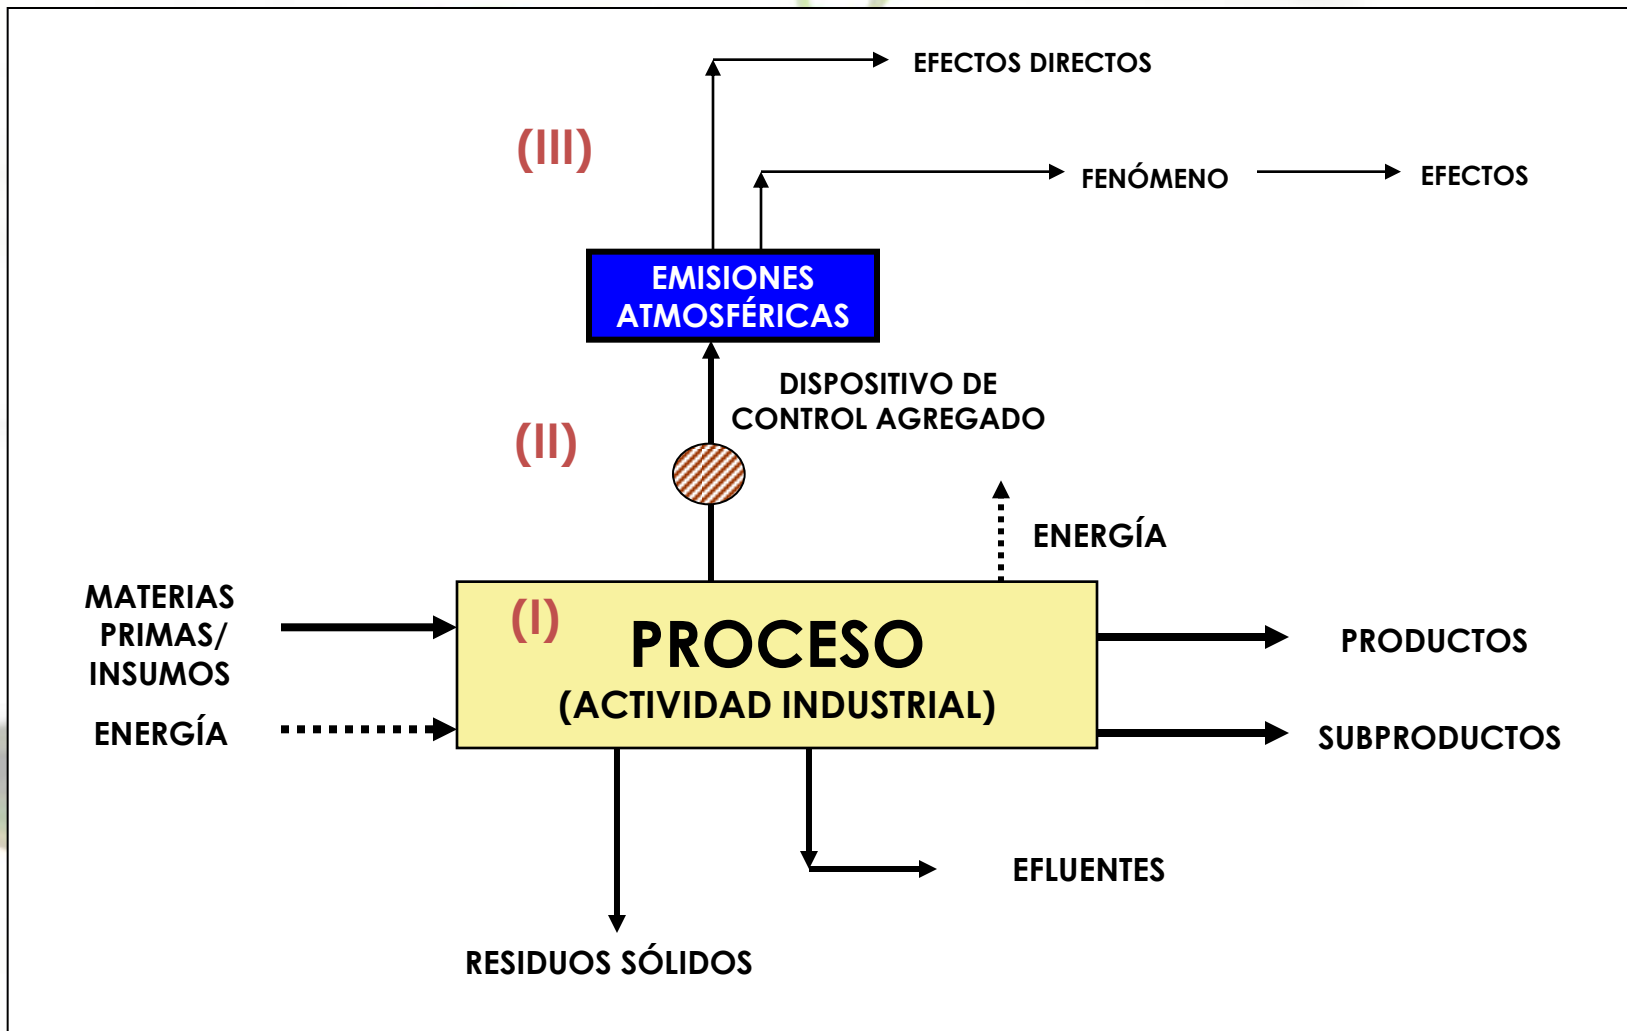 EFECTOS DIRECTOS
(III)
FENÓMENO
EFECTOS
EMISIONES
ATMOSFÉRICAS
DISPOSITIVO DE
CONTROL AGREGADO
(II)
ENERGÍA
MATERIAS
PRIMAS/
INSUMOS
(I)
PROCESO
(ACTIVIDAD INDUSTRIAL)
PRODUCTOS
ENERGÍA
SUBPRODUCTOS
EFLUENTES
RESIDUOS SÓLIDOS